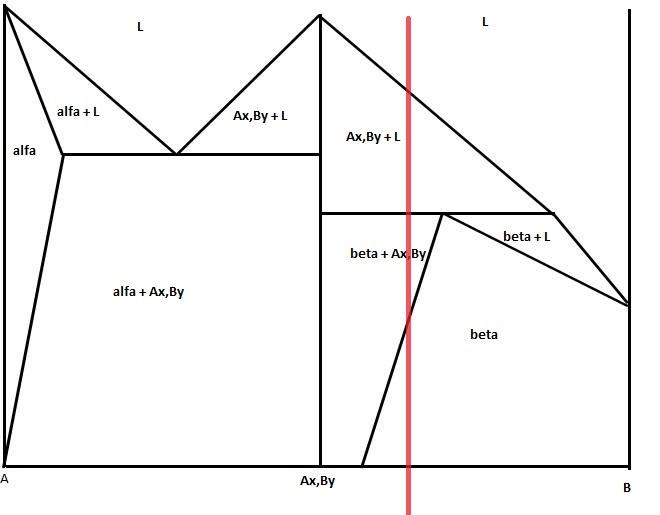 L
L
alfa + L
Ax,By + L
Ax,By + L
alfa
beta + L
beta + Ax,By
alfa + Ax,By
beta
A
Ax,By
B